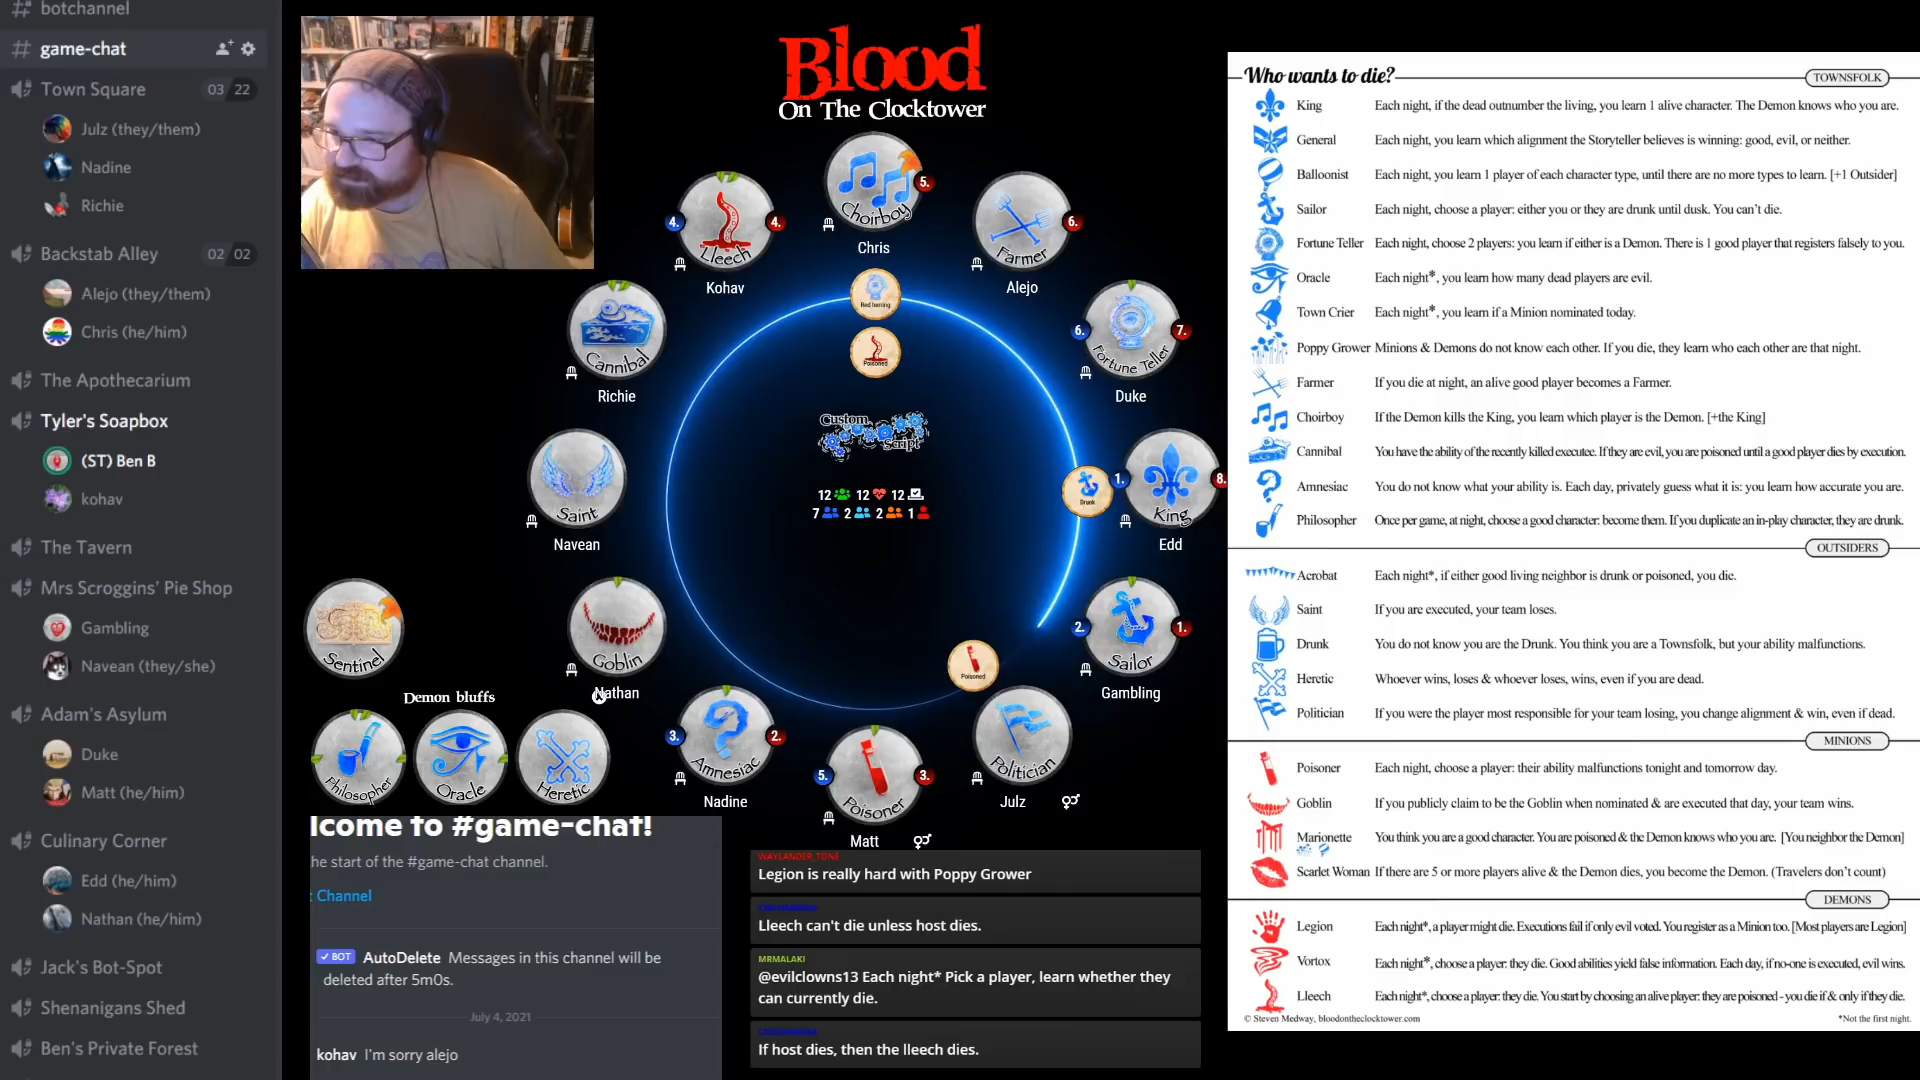 botchannel
game-chat
Town Square 03 22
Julz (they/them)
Nadine
Richie
Backstab Alley 02 02
Alejo (they/them)
Chris (he/him)
The Apothecarium
Tyler's Soapbox
(ST) Ben B
kohav
The Tavern
Mrs Scroggins' Pie Shop
Gambling
Navean (they/she)
Adam's Asylum
Duke
Matt (he/him)
Culinary Corner
Edd (he/him)
Nathan (he/him)
Jack's Bot-Spot
Shenanigans Shed
Ben's Private Forest
Blood
On The Clocktower
Choirboy
5.
Chris
4. Lleech 4.
Kohav
Farmer 6.
Alejo
Red herring
Poisoned
Cannibal
Richie
6. Fortune Teller 7.
Duke
Custom
Script
Saint
Navean
Drunk
1. King 8.
Edd
12 12 12
7 2 2 1
Sentinel
Goblin
Nathan
2. Sailor 1.
Gambling
Poisoned
Demon bluffs
Philosopher
Oracle
Heretic
3. Amnesiac 2.
Nadine
5. Poisoner 3.
Matt
Politician
Julz
lcome to #game-chat!
he start of the #game-chat channel.
Channel
BOT AutoDelete Messages in this channel will be
deleted after 5m0s.
July 4, 2021
kohav I'm sorry alejo
WAYLANDER_TONE
Legion is really hard with Poppy Grower
Lleech can't die unless host dies.
MRMALAKI
@evilclowns13 Each night* Pick a player, learn whether they
can currently die.
If host dies, then the lleech dies.
Who wants to die?
TOWNSFOLK
King Each night, if the dead outnumber the living, you learn 1 alive character. The Demon knows who you are.
General Each night, you learn which alignment the Storyteller believes is winning: good, evil, or neither.
Balloonist Each night, you learn 1 player of each character type, until there are no more types to learn. [+1 Outsider]
Sailor Each night, choose a player: either you or they are drunk until dusk. You can't die.
Fortune Teller Each night, choose 2 players: you learn if either is a Demon. There is 1 good player that registers falsely to you.
Oracle Each night*, you learn how many dead players are evil.
Town Crier Each night*, you learn if a Minion nominated today.
Poppy Grower Minions & Demons do not know each other. If you die, they learn who each other are that night.
Farmer If you die at night, an alive good player becomes a Farmer.
Choirboy If the Demon kills the King, you learn which player is the Demon. [+the King]
Cannibal You have the ability of the recently killed executee. If they are evil, you are poisoned until a good player dies by execution.
Amnesiac You do not know what your ability is. Each day, privately guess what it is: you learn how accurate you are.
Philosopher Once per game, at night, choose a good character: become them. If you duplicate an in-play character, they are drunk.
OUTSIDERS
Acrobat Each night*, if either good living neighbor is drunk or poisoned, you die.
Saint If you are executed, your team loses.
Drunk You do not know you are the Drunk. You think you are a Townsfolk, but your ability malfunctions.
Heretic Whoever wins, loses & whoever loses, wins, even if you are dead.
Politician If you were the player most responsible for your team losing, you change alignment & win, even if dead.
MINIONS
Poisoner Each night, choose a player: their ability malfunctions tonight and tomorrow day.
Goblin If you publicly claim to be the Goblin when nominated & are executed that day, your team wins.
Marionette You think you are a good character. You are poisoned & the Demon knows who you are. [You neighbor the Demon]
Scarlet Woman If there are 5 or more players alive & the Demon dies, you become the Demon. (Travelers don't count)
DEMONS
Legion Each night*, a player might die. Executions fail if only evil voted. You register as a Minion too. [Most players are Legion]
Vortox Each night*, choose a player: they die. Good abilities yield false information. Each day, if no-one is executed, evil wins.
Lleech Each night*, choose a player: they die. You start by choosing an alive player: they are poisoned - you die if & only if they die.
© Steven Medway, bloodontheclocktower.com
*Not the first night.